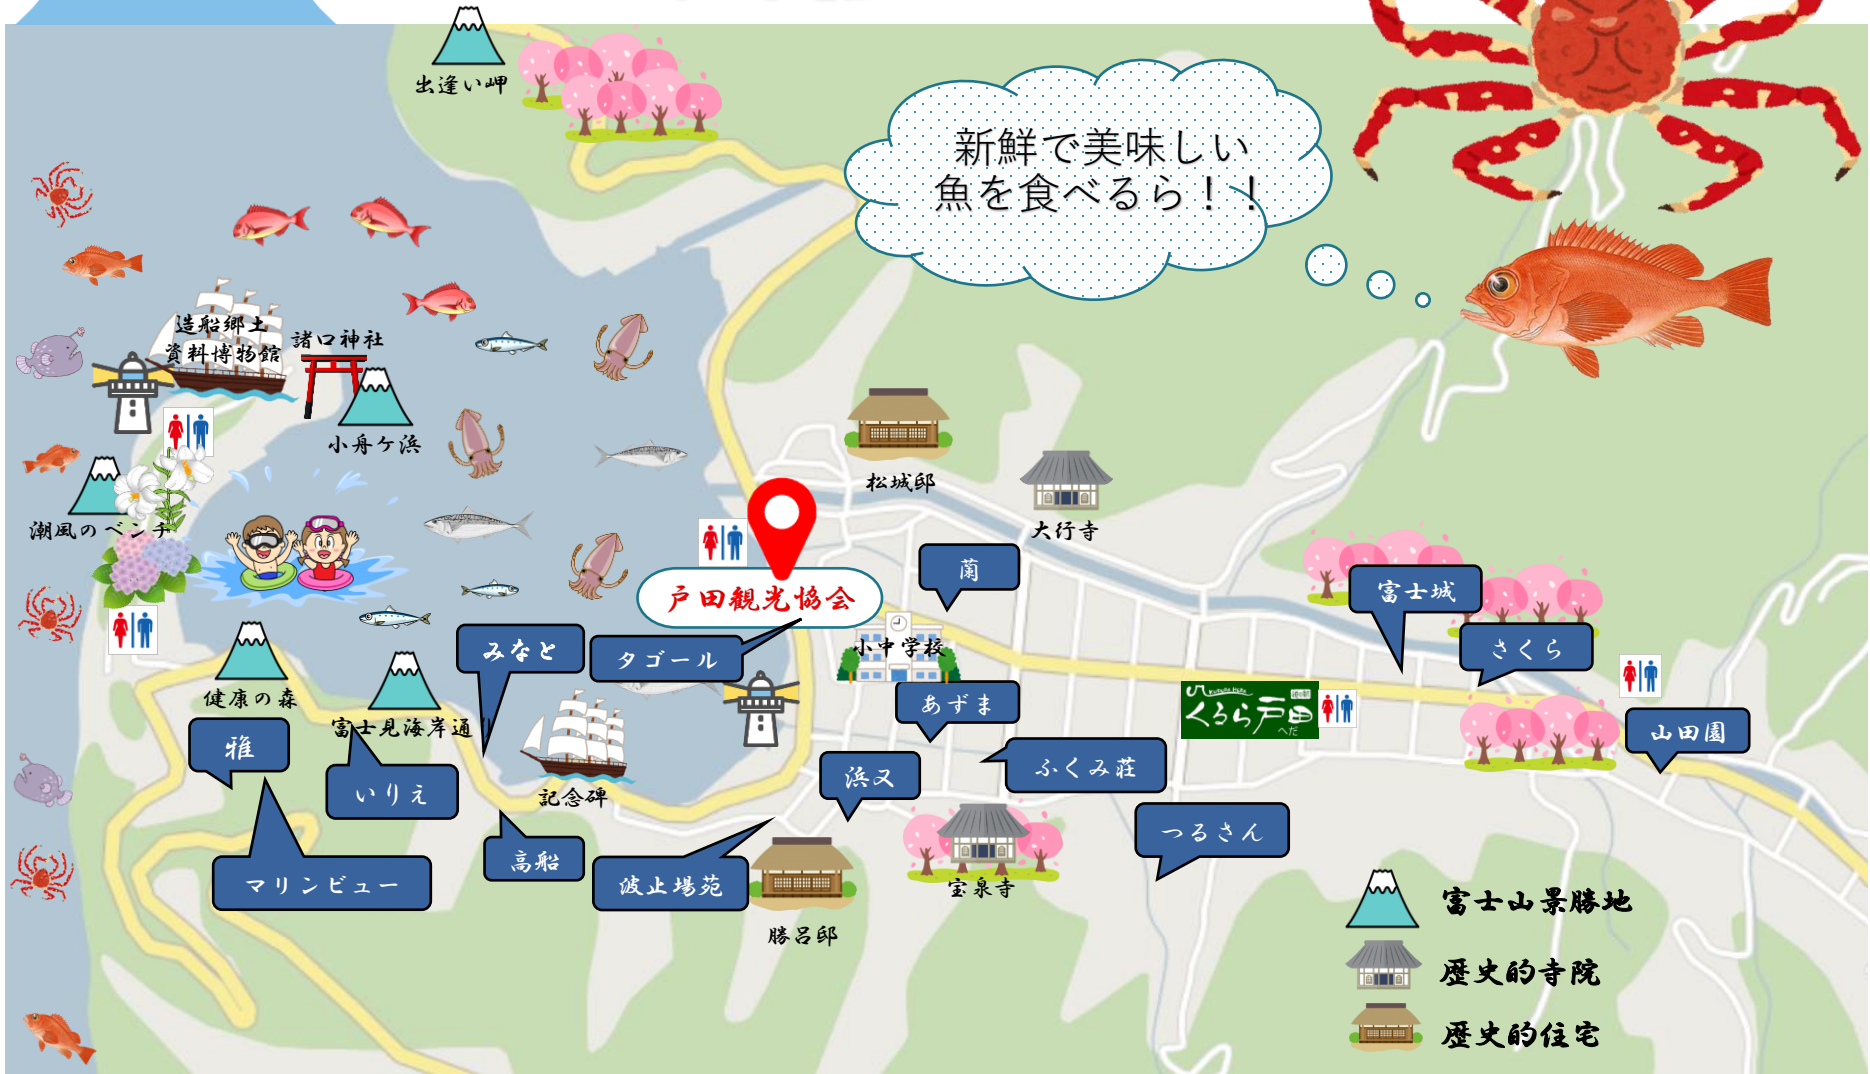 出逢い岬
新鮮で美味しい
魚を食べるら！！
造船郷土
資料博物館
諸口神社
小舟ケ浜
松城邸
大行寺
潮風のベンチ
蘭
戸田観光協会
富士城
小中学校
みなと
タゴール
さくら
健康の森
あずま
くるら戸田
へだ
富士見海岸通り
山田園
雅
ふくみ荘
浜又
いりえ
記念碑
つるさん
高船
マリンビュー
波止場苑
宝泉寺
勝呂邸
富士山景勝地
歴史的寺院
歴史的住宅